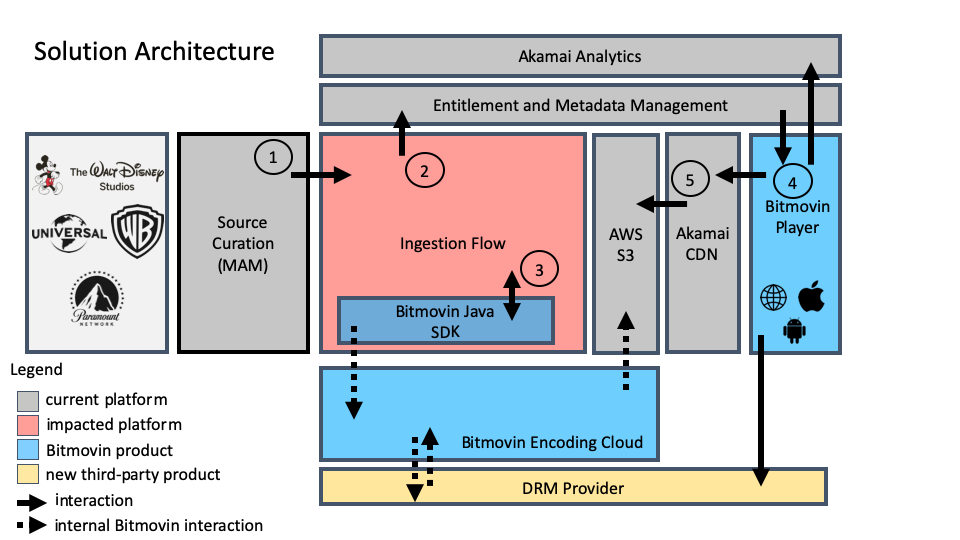 Solution Architecture
Akamai Analytics
Entitlement and Metadata Management
The WALT DISNEY
Studios
UNIVERSAL
WB
Paramount
NETWORK
1
Source
Curation
(MAM)
2
Ingestion Flow
3
Bitmovin Java
SDK
AWS
S3
5
Akamai
CDN
4
Bitmovin
Player
Bitmovin Encoding Cloud
DRM Provider
Legend
current platform
impacted platform
Bitmovin product
new third-party product
interaction
internal Bitmovin interaction